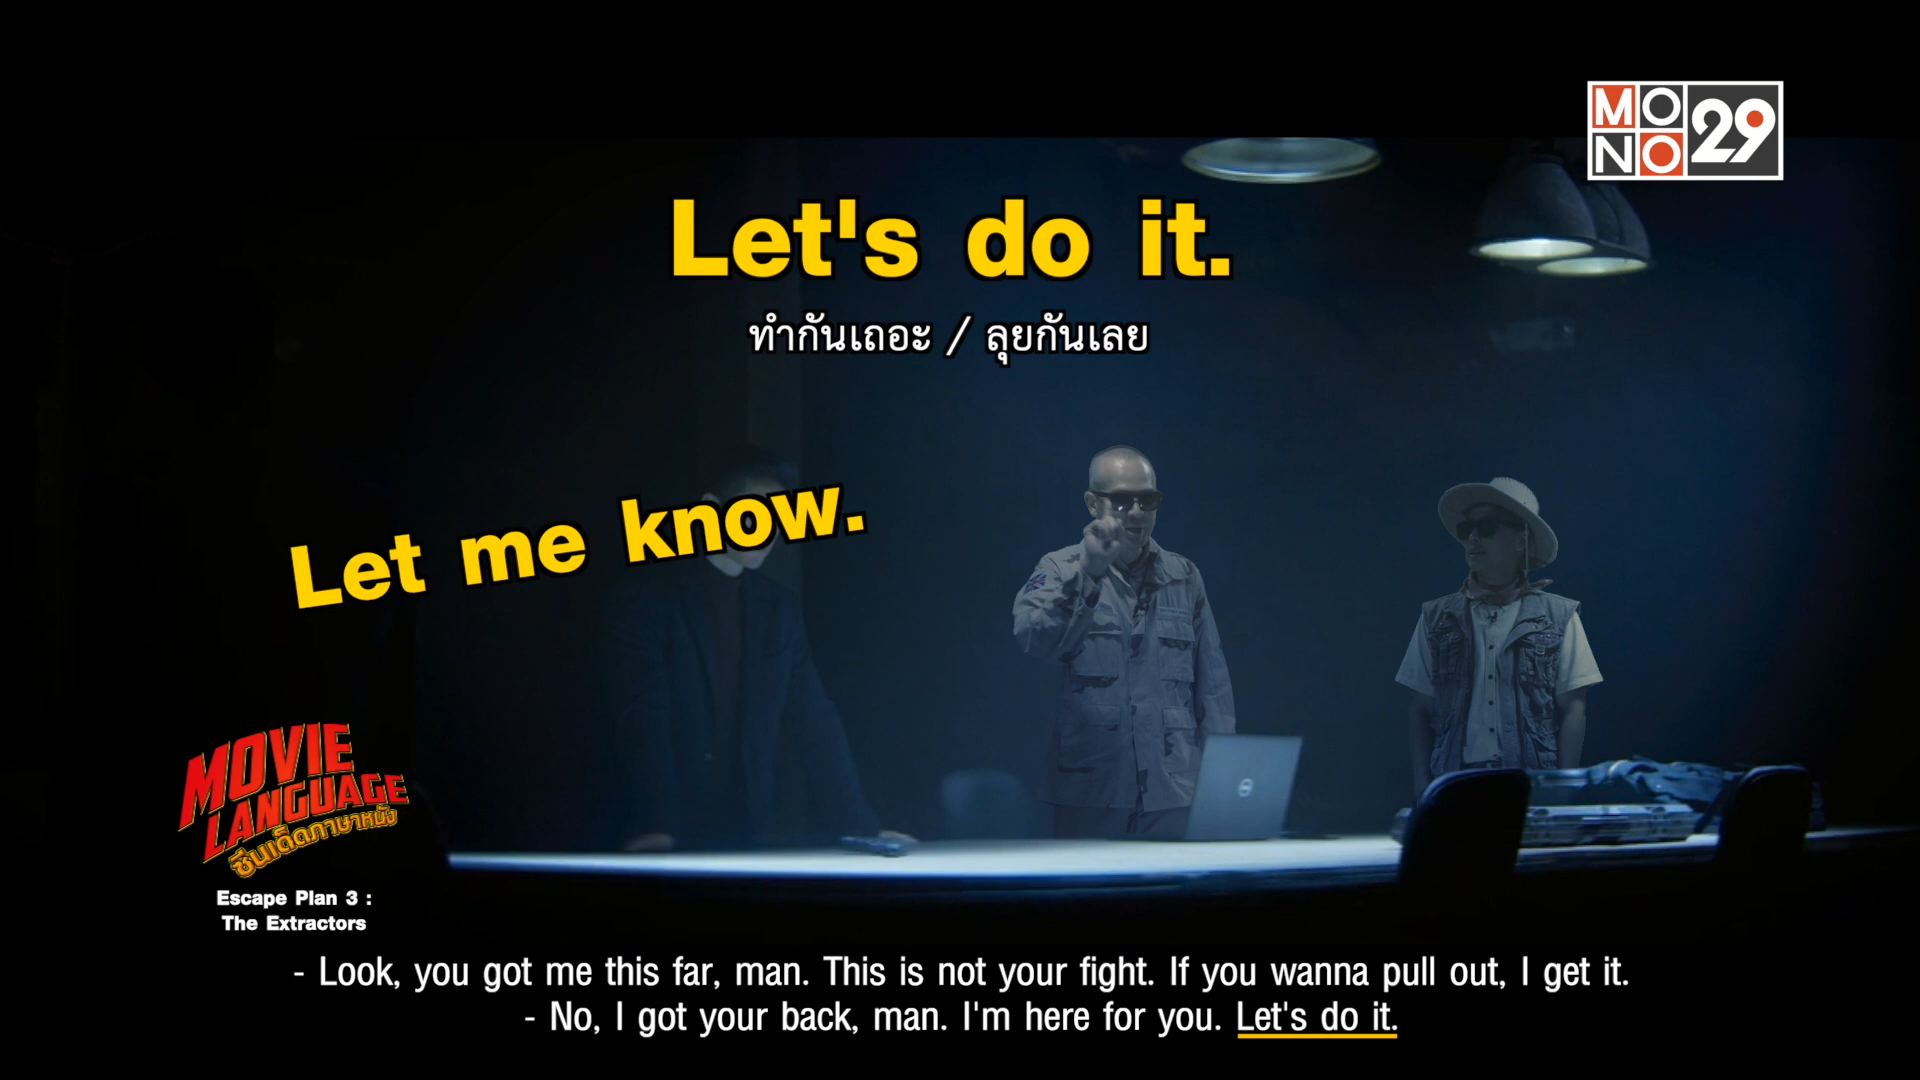 MONO 29
Let's do it.
ทำกันเถอะ / ลุยกันเลย
Let me know.
MOVIE
LANGUAGE
ซีนเด็ดภาษาหนัง
Escape Plan 3 :
The Extractors
- Look, you got me this far, man. This is not your fight. If you wanna pull out, I get it.
- No, I got your back, man. I'm here for you. Let's do it.